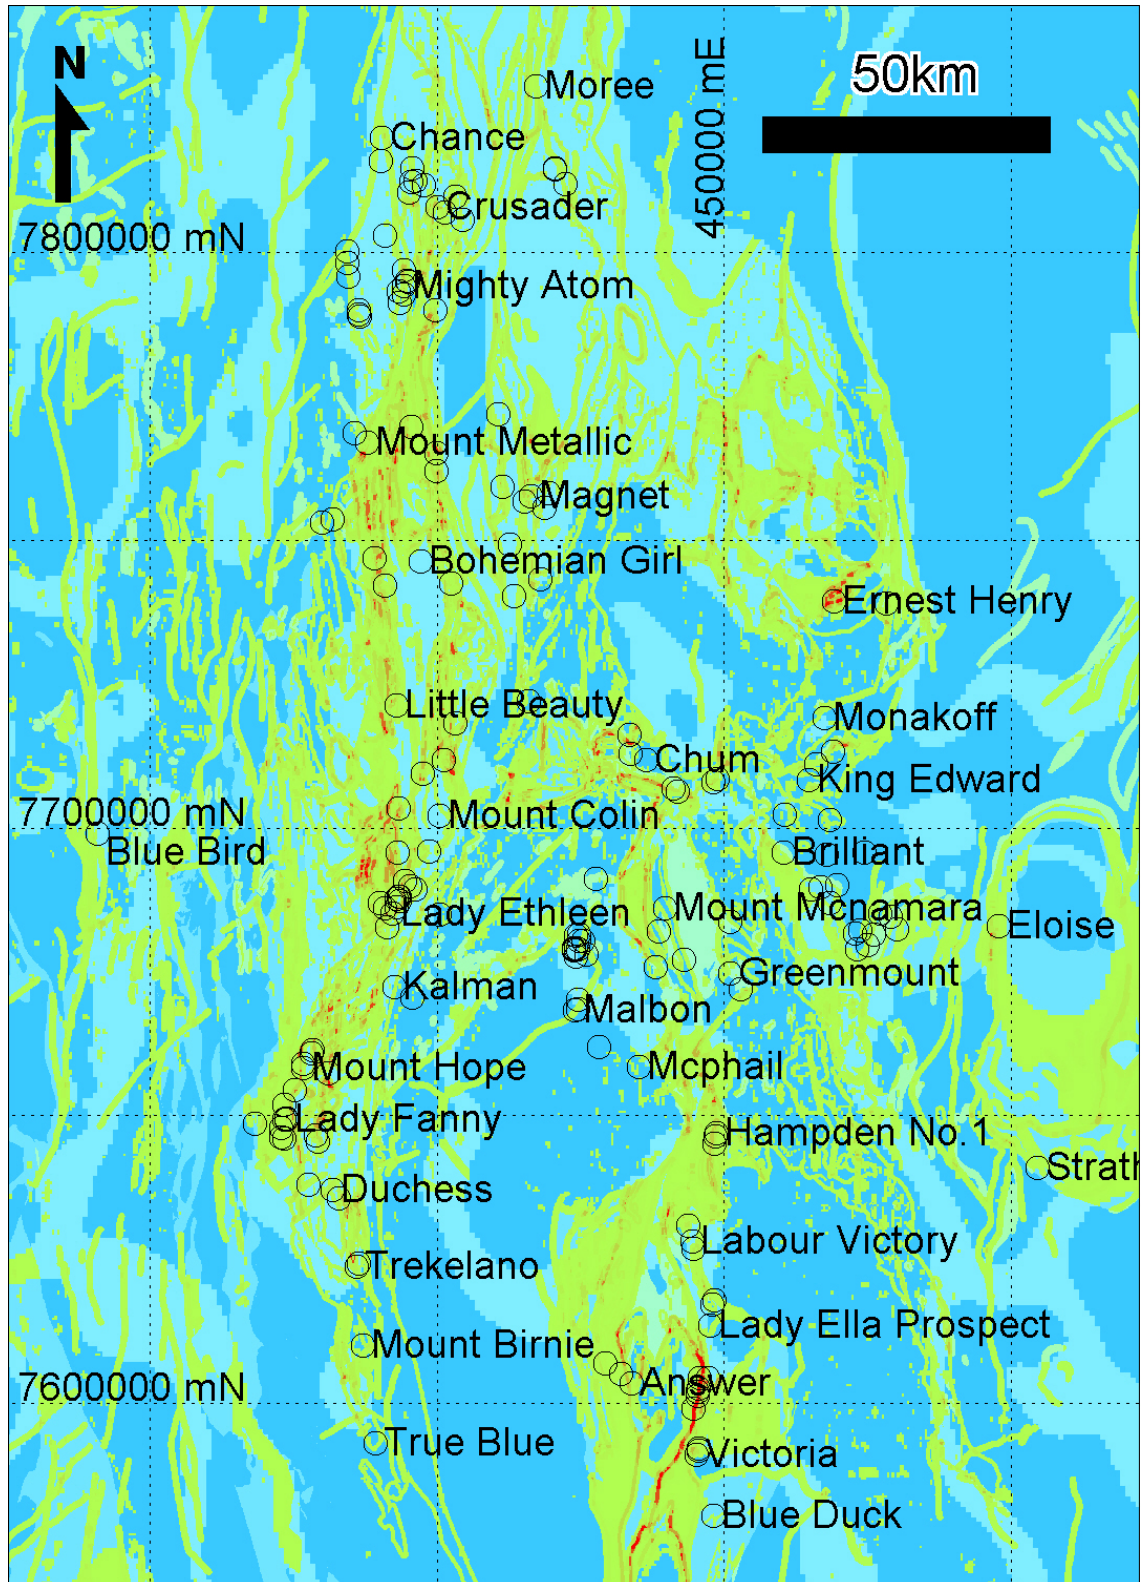 N
Moree
50km
450000 mE
Chance
Crusader
7800000 mN
Mighty Atom
Mount Metallic
Magnet
Bohemian Girl
Ernest Henry
Little Beauty
Monakoff
Chum
King Edward
7700000 mN
Mount Colin
Blue Bird
Brilliant
Lady Ethleen
Mount Mcnamara
Eloise
Kalman
Greenmount
Malbon
Mount Hope
Mcphail
Lady Fanny
Hampden No.1
Strath
Duchess
Labour Victory
Trekelano
Lady Ella Prospect
Mount Birnie
7600000 mN
Answer
True Blue
Victoria
Blue Duck